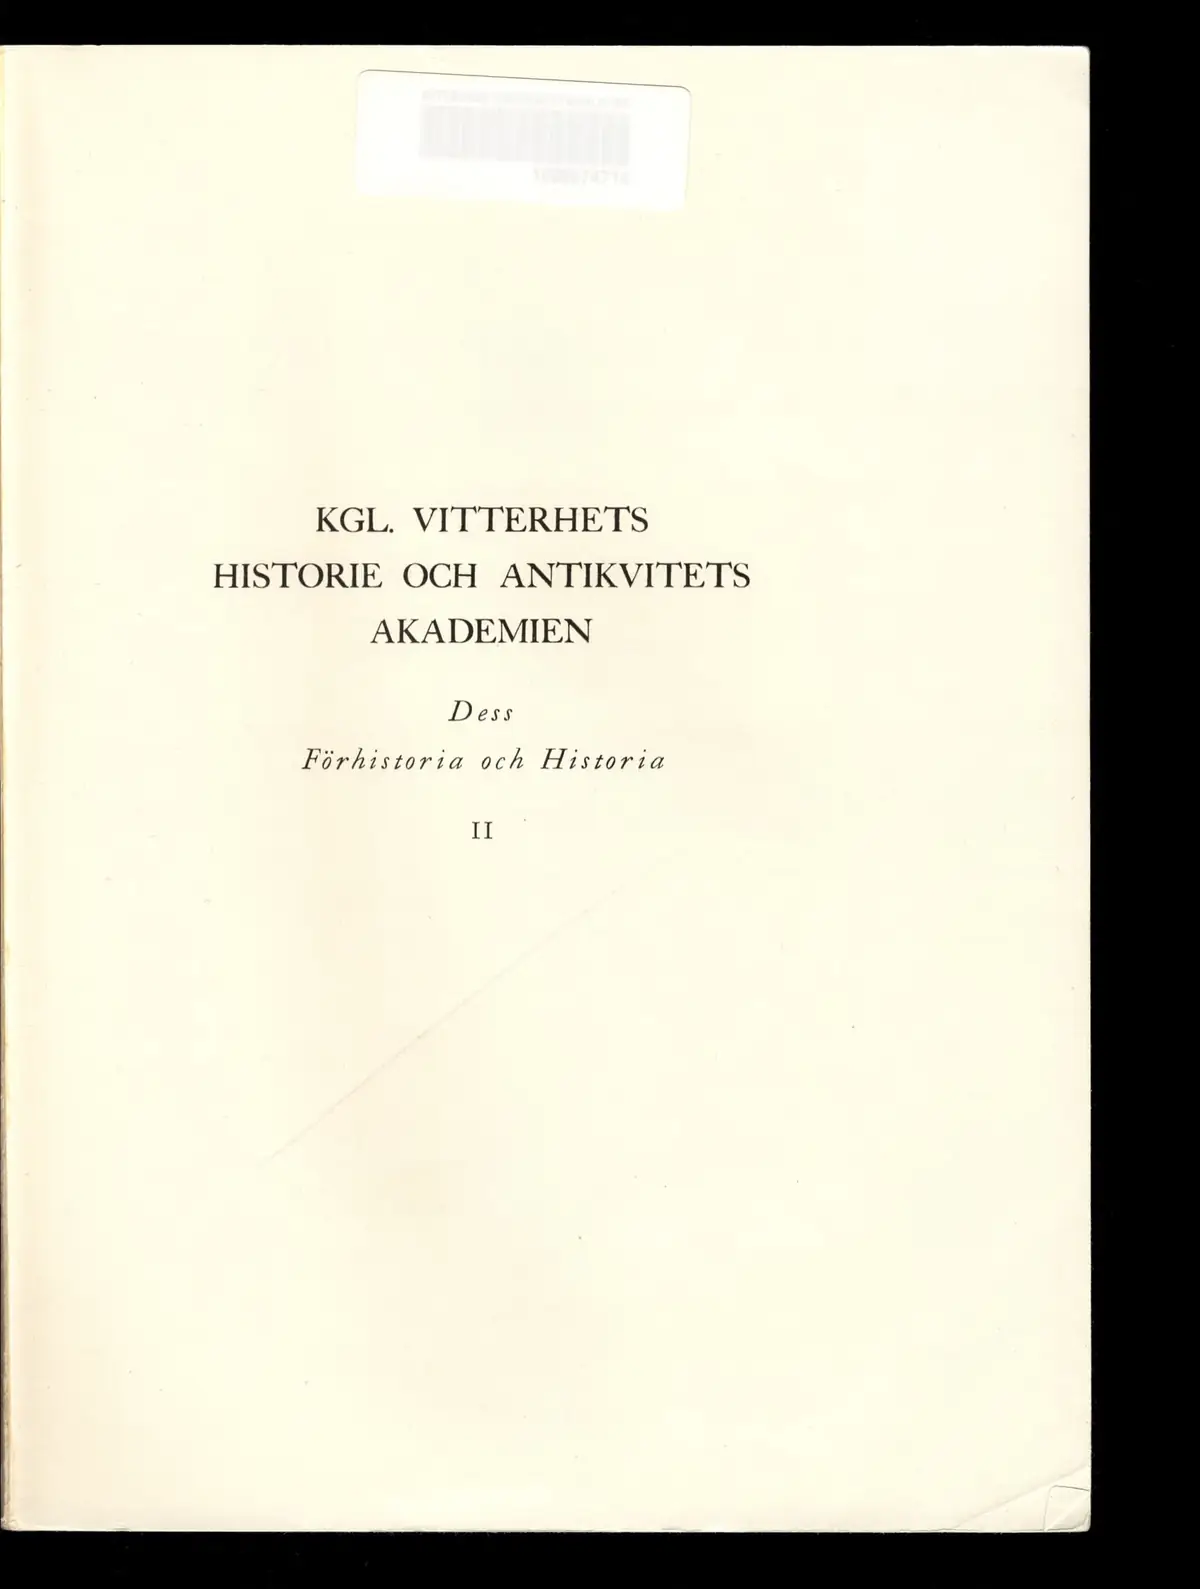 KGL. VITTERHETS
HISTORIE OCH ANTIKVITETS
AKADEMIEN
Dess
Förhistoria och Historia
II